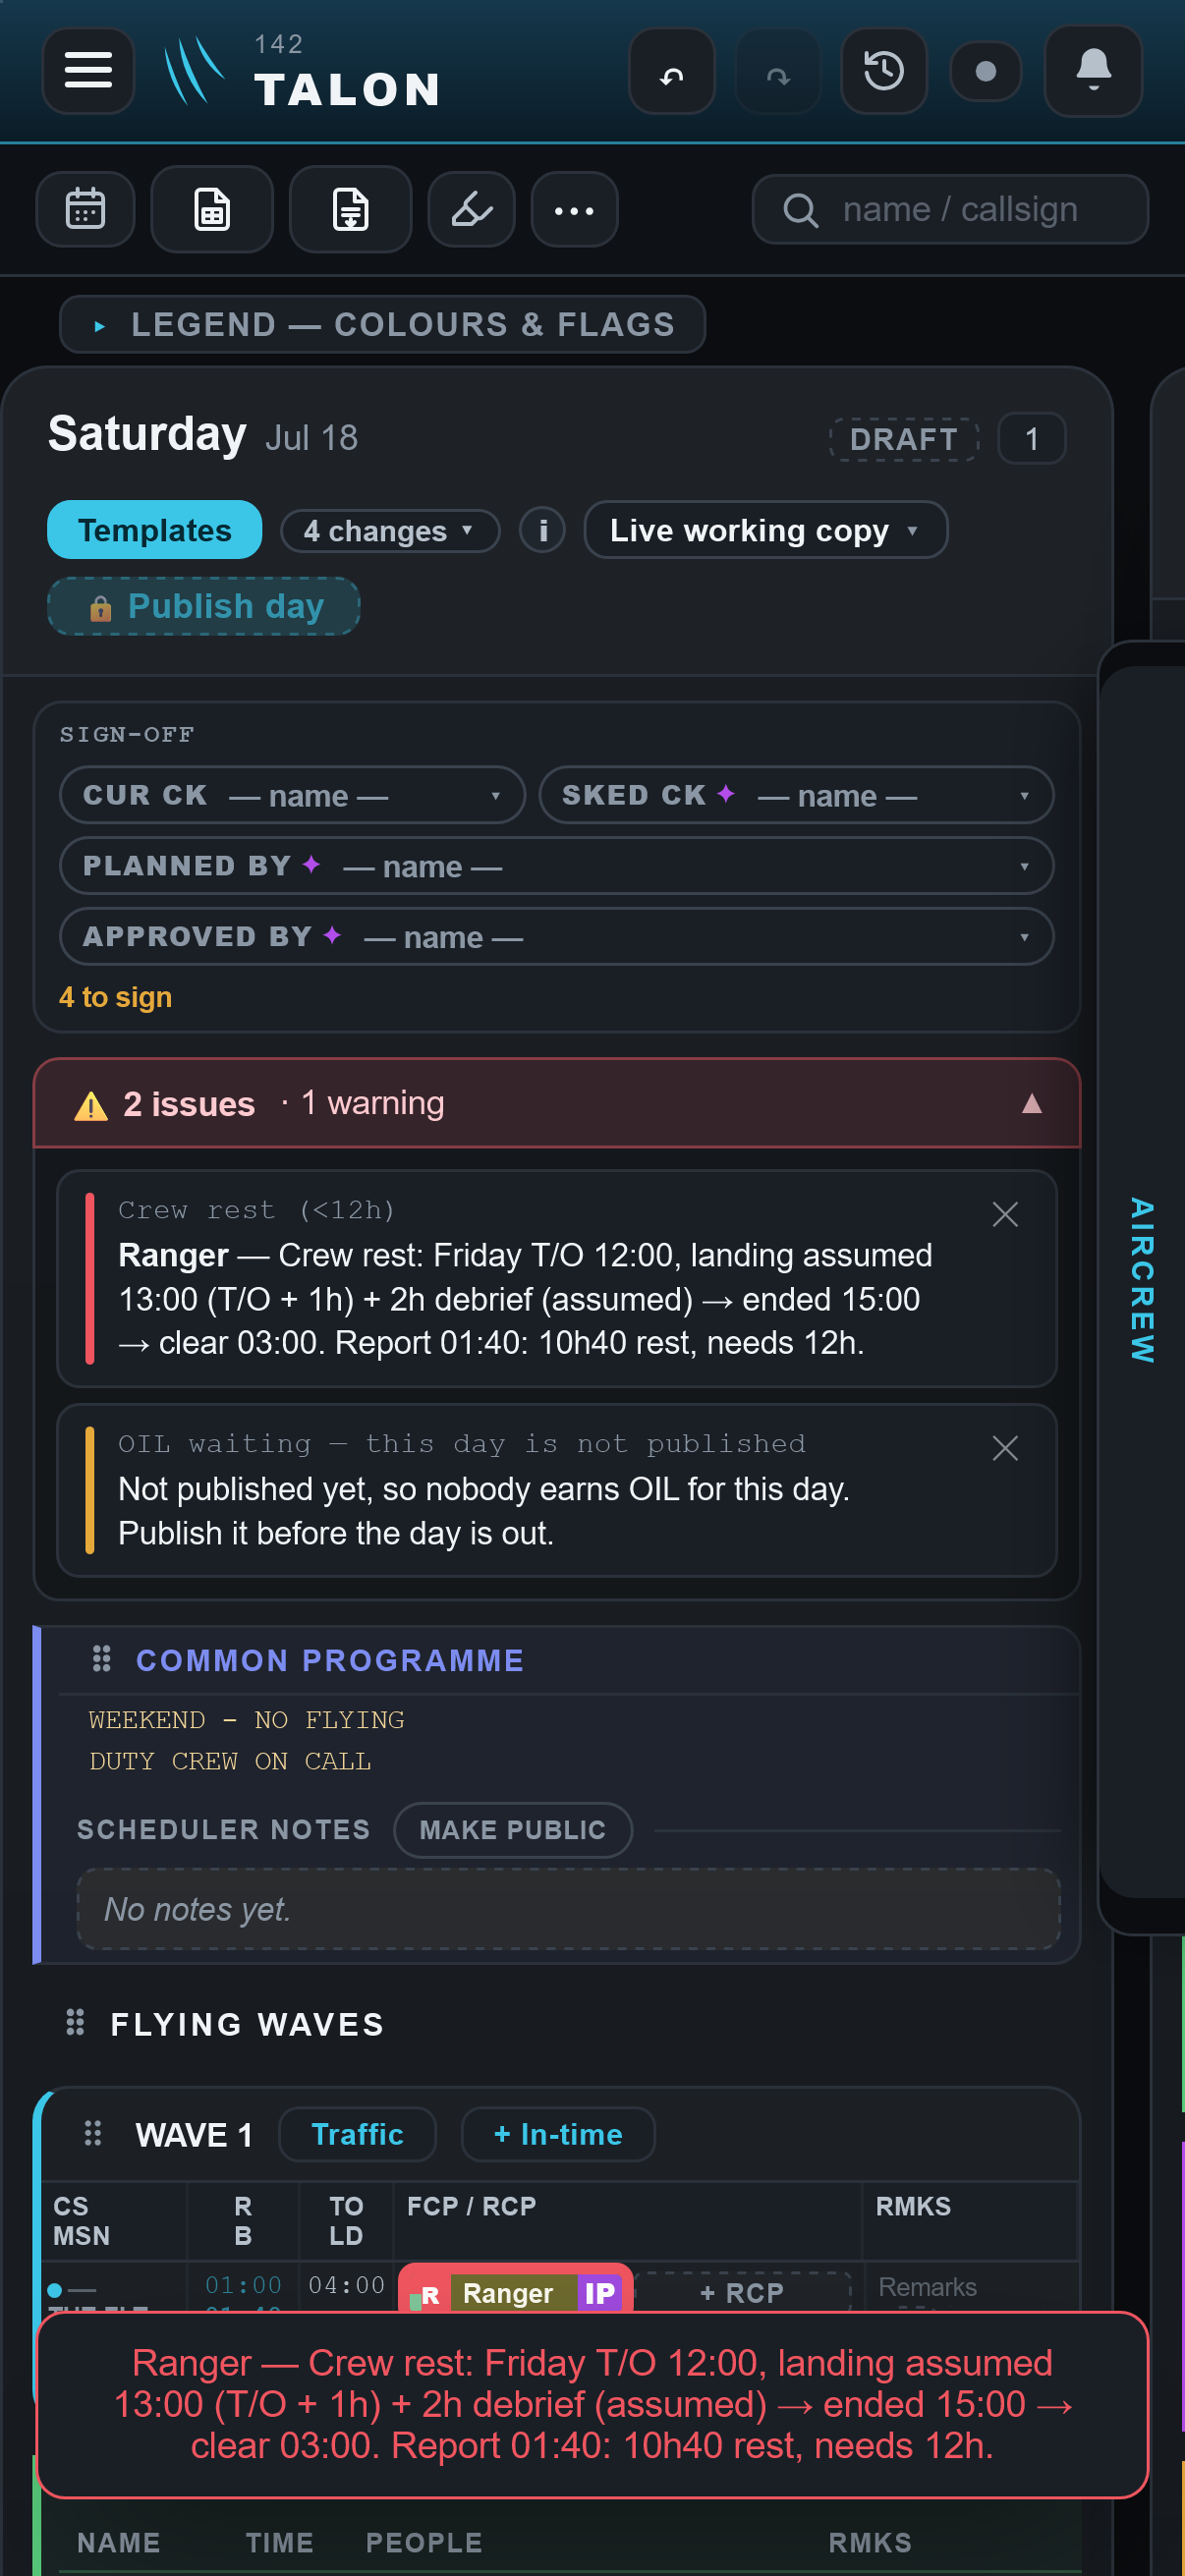 142
TALON
name / callsign
LEGEND — COLOURS & FLAGS
Saturday Jul 18
DRAFT 1
Templates 4 changes i Live working copy
Publish day
SIGN-OFF
CUR CK — name — SKED CK — name —
PLANNED BY — name —
APPROVED BY — name —
4 to sign
2 issues · 1 warning
Crew rest (<12h)
Ranger — Crew rest: Friday T/O 12:00, landing assumed
13:00 (T/O + 1h) + 2h debrief (assumed) → ended 15:00
→ clear 03:00. Report 01:40: 10h40 rest, needs 12h.
OIL waiting — this day is not published
Not published yet, so nobody earns OIL for this day.
Publish it before the day is out.
AIRCREW
COMMON PROGRAMME
WEEKEND - NO FLYING
DUTY CREW ON CALL
SCHEDULER NOTES MAKE PUBLIC
No notes yet.
FLYING WAVES
WAVE 1 Traffic + In-time
CS R TO FCP / RCP RMKS
MSN B LD
— 01:00 04:00 R Ranger IP + RCP Remarks
Ranger — Crew rest: Friday T/O 12:00, landing assumed
13:00 (T/O + 1h) + 2h debrief (assumed) → ended 15:00 →
clear 03:00. Report 01:40: 10h40 rest, needs 12h.
NAME TIME PEOPLE RMKS